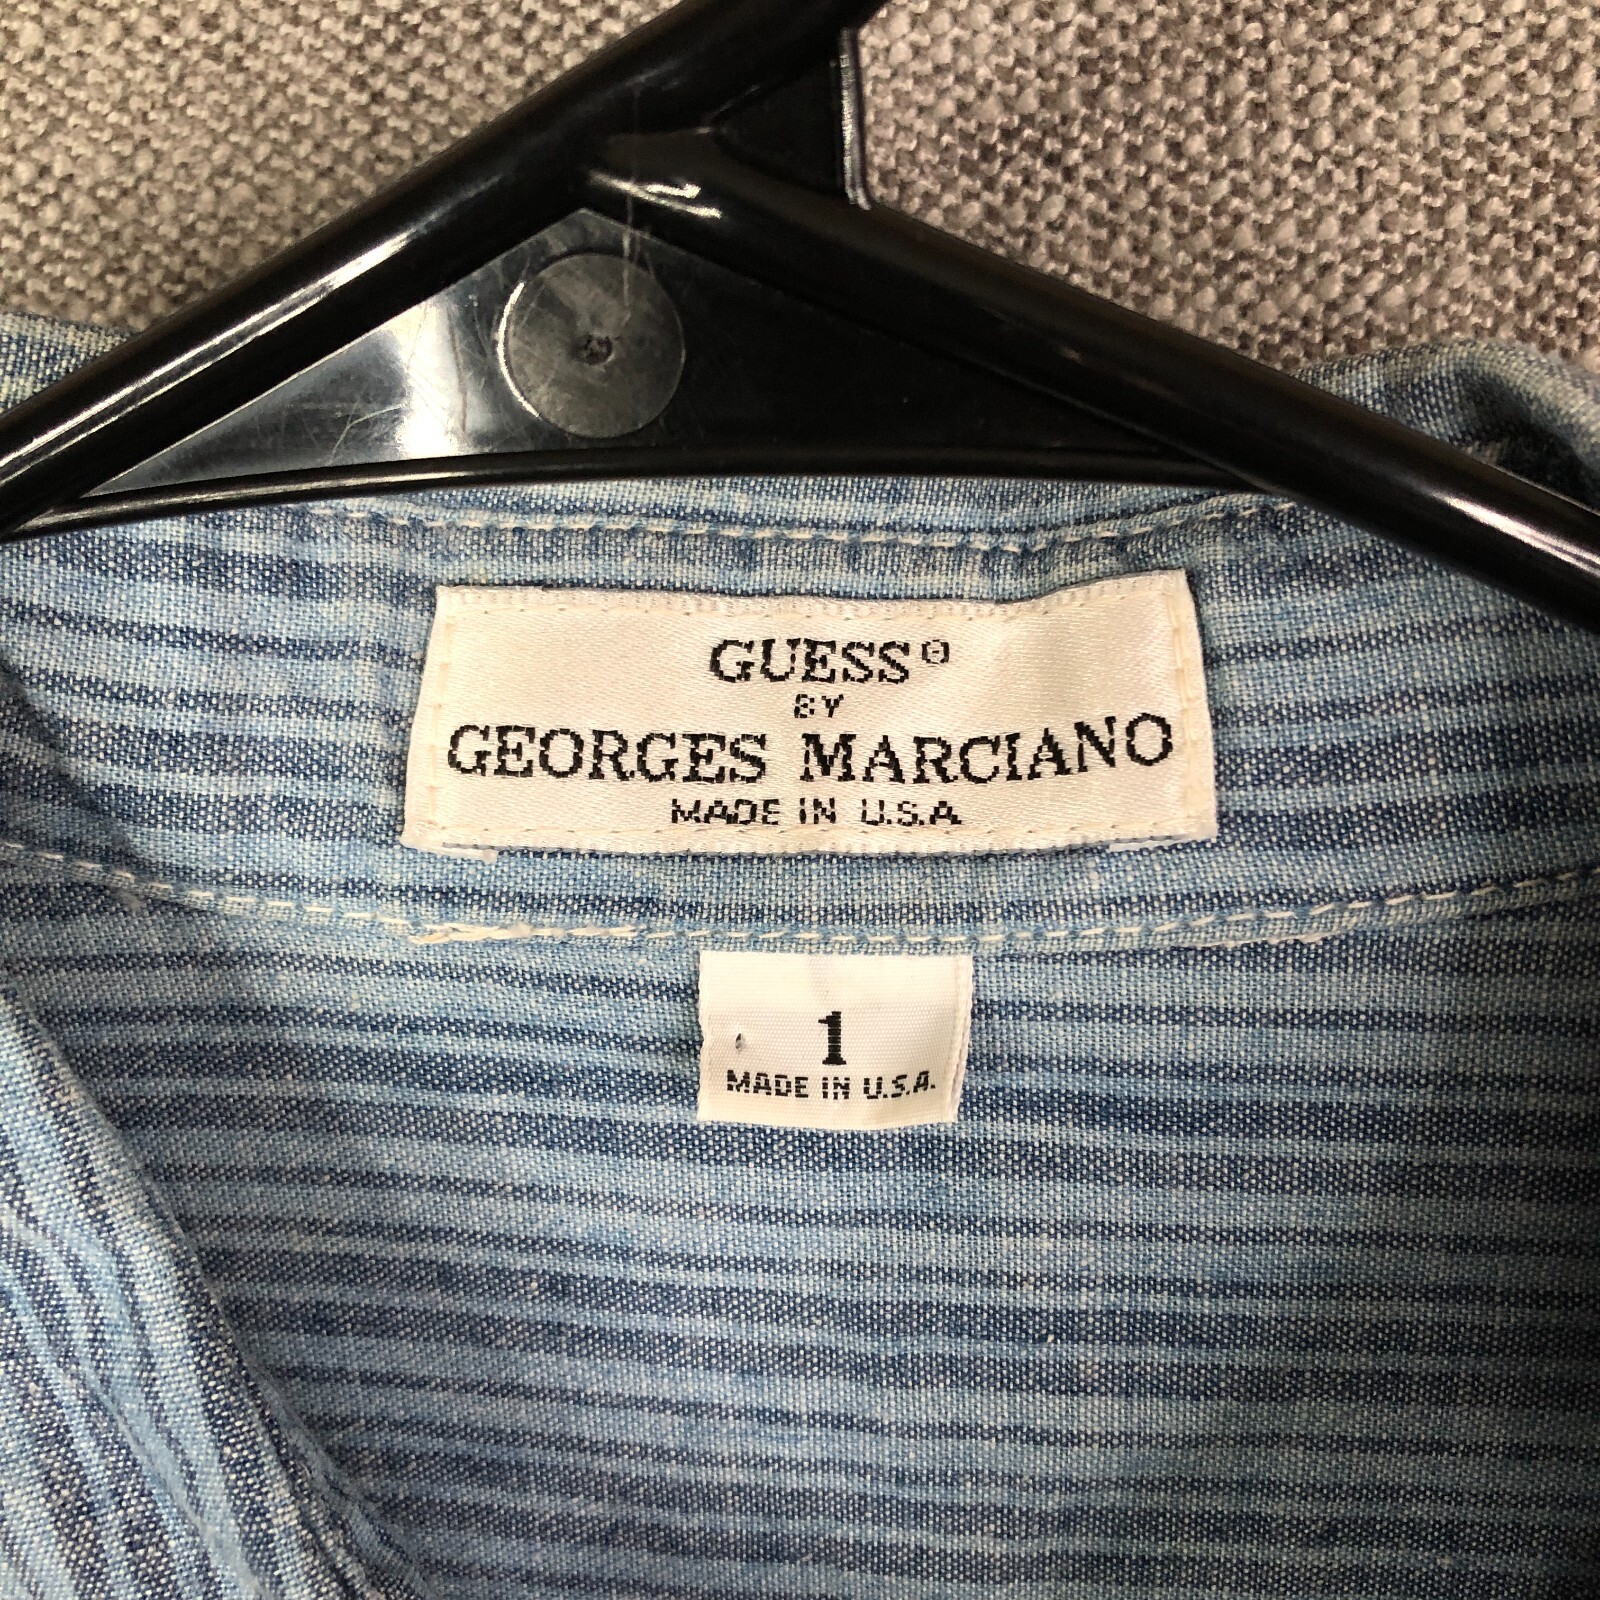 GUESS®
BY
GEORGES MARCIANO
MADE IN U.S.A.
1
MADE IN U.S.A.